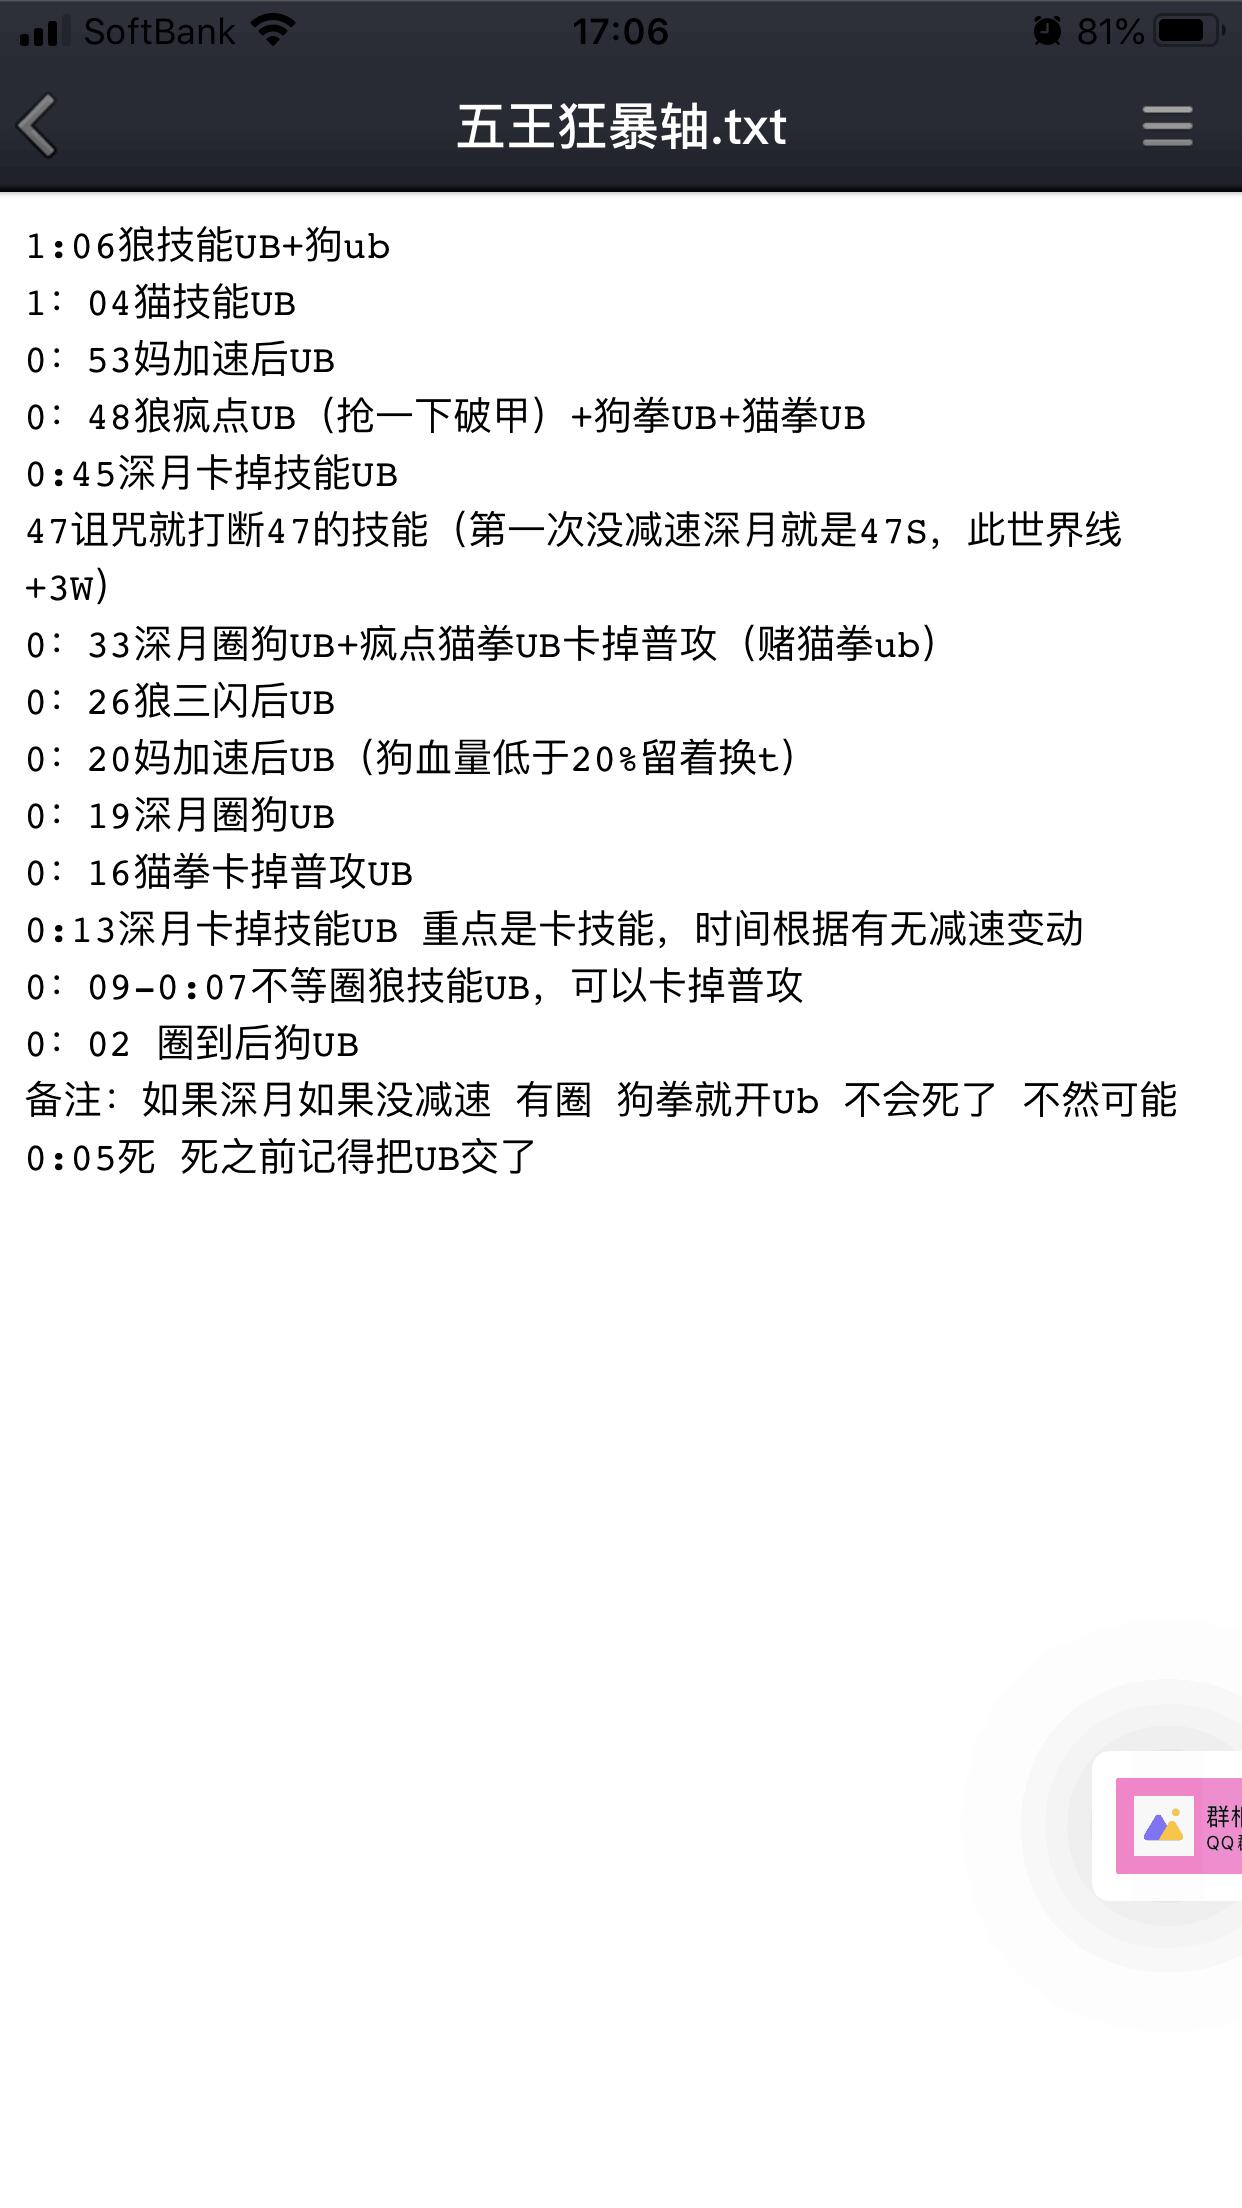 SoftBank 17:06 81%
五王狂暴轴.txt
1:06狼技能UB+狗ub
1：04猫技能UB
0：53妈加速后UB
0：48狼疯点UB（抢一下破甲）+狗拳UB+猫拳UB
0:45深月卡掉技能UB
47诅咒就打断47的技能（第一次没减速深月就是47S，此世界线
+3W）
0：33深月圈狗UB+疯点猫拳UB卡掉普攻（赌猫拳ub）
0：26狼三闪后UB
0：20妈加速后UB（狗血量低于20%留着换t）
0：19深月圈狗UB
0：16猫拳卡掉普攻UB
0:13深月卡掉技能UB 重点是卡技能，时间根据有无减速变动
0：09-0:07不等圈狼技能UB，可以卡掉普攻
0：02 圈到后狗UB
备注：如果深月如果没减速 有圈 狗拳就开Ub 不会死了 不然可能
0:05死 死之前记得把UB交了
群
QQ